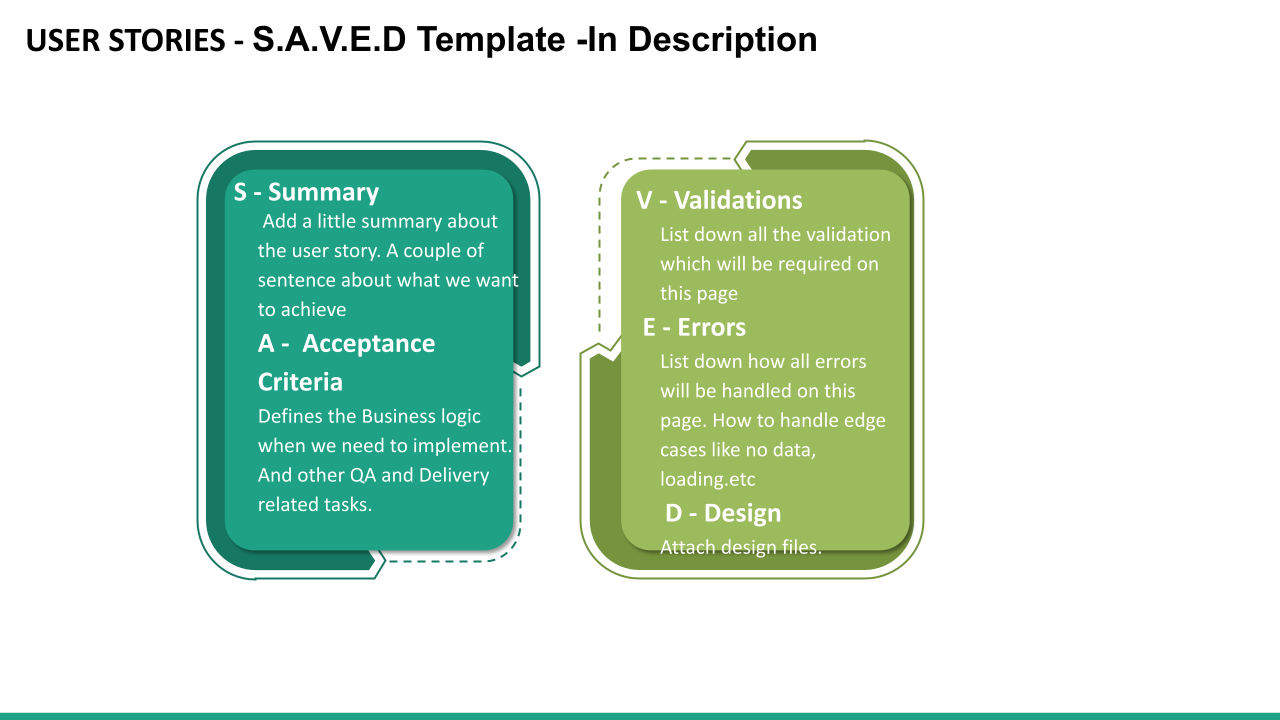 USER STORIES - S.A.V.E.D Template -In Description
S - Summary
Add a little summary about
the user story. A couple of
sentence about what we want
to achieve
A -  Acceptance
Criteria
Defines the Business logic
when we need to implement.
And other QA and Delivery
related tasks.
V - Validations
List down all the validation
which will be required on
this page
E - Errors
List down how all errors
will be handled on this
page. How to handle edge
cases like no data,
loading.etc
D - Design
Attach design files.